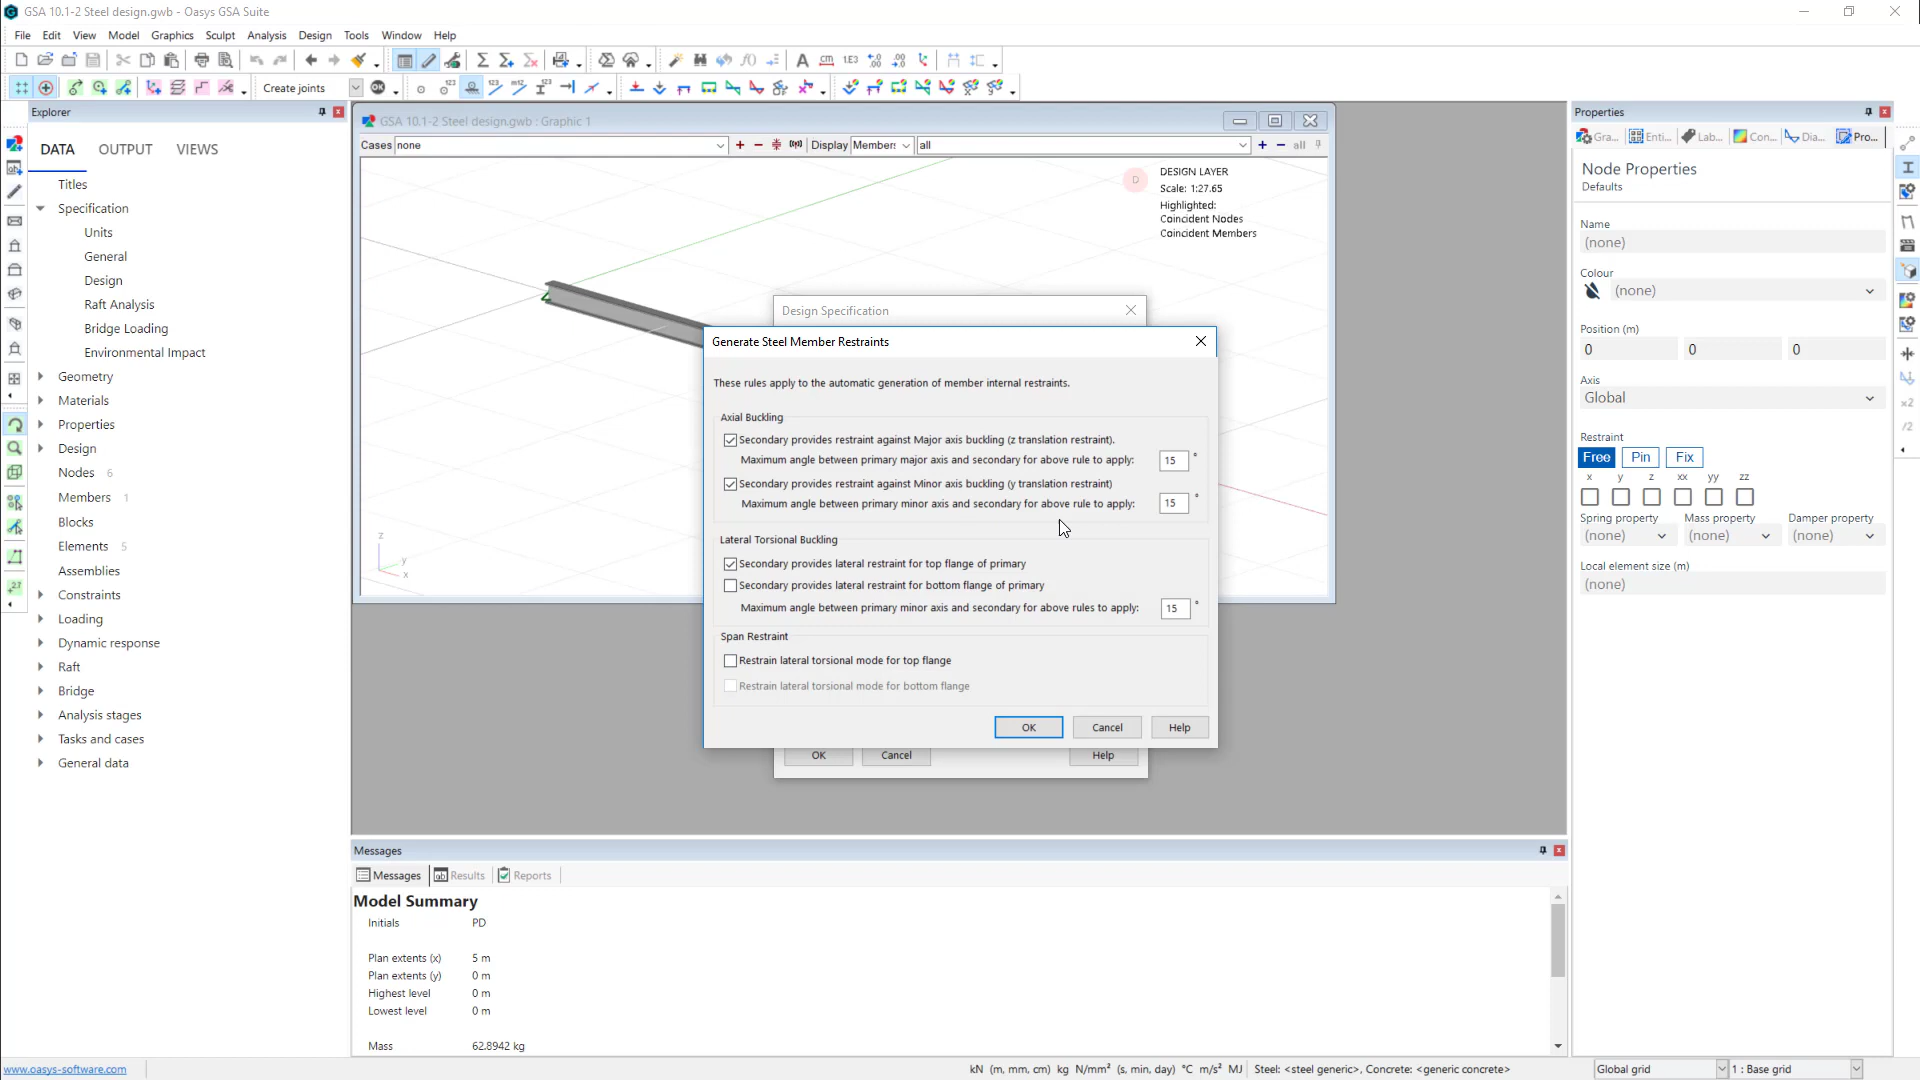 GSA 10.1-2 Steel design.gwb - Oasys GSA Suite
File Edit View Model Graphics Sculpt Analysis Design Tools Window Help
Create joints
Explorer
DATA OUTPUT VIEWS
Titles
Specification
Units
General
Design
Raft Analysis
Bridge Loading
Environmental Impact
Geometry
Materials
Properties
Design
Nodes 6
Members 1
Blocks
Elements 5
Assemblies
Constraints
Loading
Dynamic response
Raft
Bridge
Analysis stages
Tasks and cases
General data
GSA 10.1-2 Steel design.gwb : Graphic 1
Cases none Display Members all all
D
DESIGN LAYER
Scale: 1:27.65
Highlighted:
Coincident Nodes
Coincident Members
z
y
x
Design Specification
Generate Steel Member Restraints
These rules apply to the automatic generation of member internal restraints.
Axial Buckling
Secondary provides restraint against Major axis buckling (z translation restraint).
Maximum angle between primary major axis and secondary for above rule to apply: 15 °
Secondary provides restraint against Minor axis buckling (y translation restraint)
Maximum angle between primary minor axis and secondary for above rule to apply: 15 °
Lateral Torsional Buckling
Secondary provides lateral restraint for top flange of primary
Secondary provides lateral restraint for bottom flange of primary
Maximum angle between primary minor axis and secondary for above rules to apply: 15 °
Span Restraint
Restrain lateral torsional mode for top flange
Restrain lateral torsional mode for bottom flange
OK Cancel Help
OK Cancel Help
Messages
Messages Results Reports
Model Summary
Initials PD
Plan extents (x) 5 m
Plan extents (y) 0 m
Highest level 0 m
Lowest level 0 m
Mass 62.8942 kg
Properties
Gra... Enti... Lab... Con... Dia... Pro...
Node Properties
Defaults
Name
(none)
Colour
(none)
Position (m)
0 0 0
Axis
Global
Restraint
Free Pin Fix
x y z xx yy zz
Spring property Mass property Damper property
(none) (none) (none)
Local element size (m)
(none)
www.oasys-software.com
kN (m, mm, cm) kg N/mm² (s, min, day) °C m/s² MJ Steel: <steel generic>, Concrete: <generic concrete> Global grid 1 : Base grid